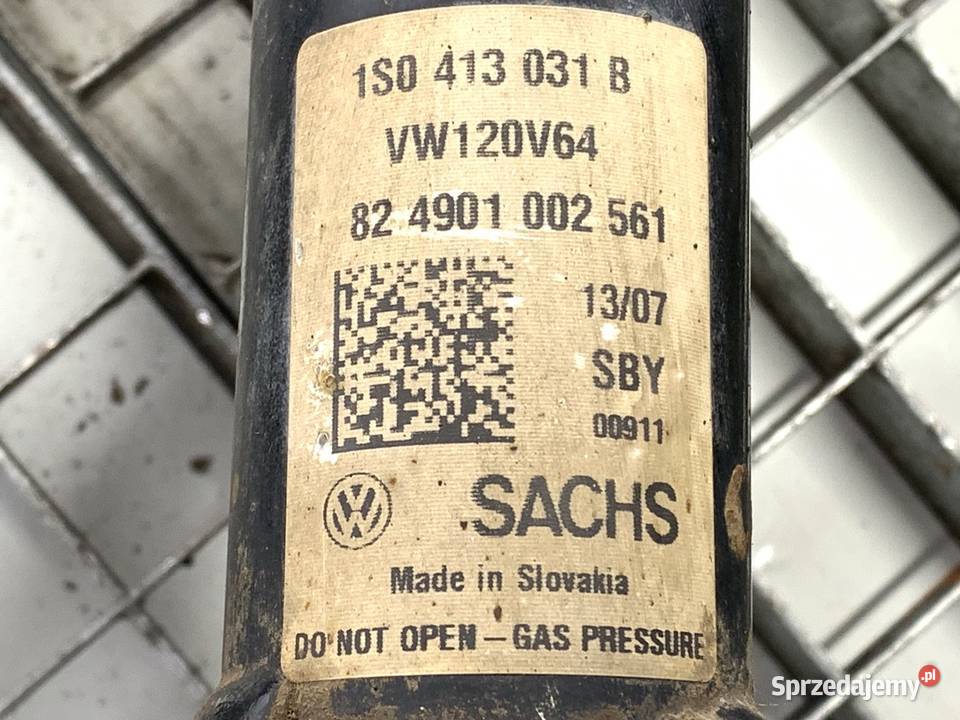 1S0 413 031 B
VW120V64
82 4901 002 561
13/07
SBY
00911
VW
SACHS
Made in Slovakia
DO NOT OPEN - GAS PRESSURE
Sprzedajemy.pl